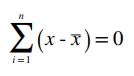 n
∑ (x - x̅) = 0
i = 1